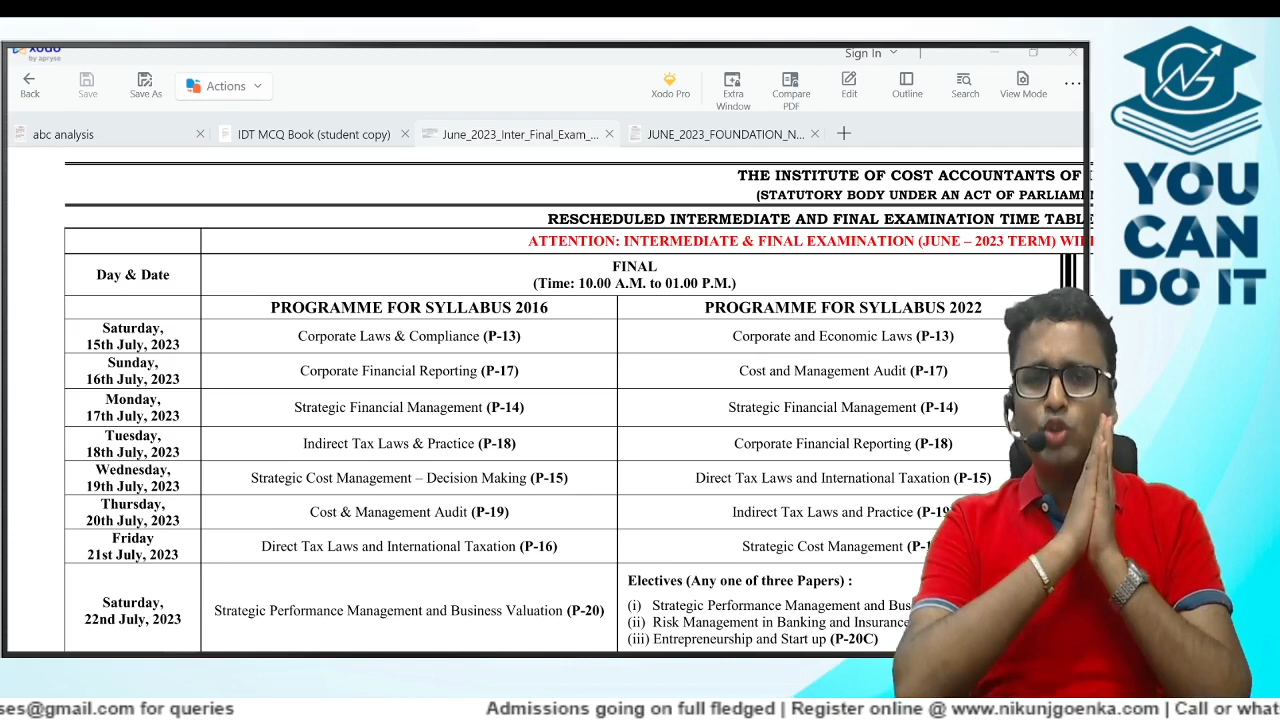 xodo
by apryse
Sign In
Back
Save
Save As
Actions
Xodo Pro
Extra
Window
Compare
PDF
Edit
Outline
Search
View Mode
abc analysis
IDT MCQ Book (student copy)
June_2023_Inter_Final_Exam_...
JUNE_2023_FOUNDATION_N...
THE INSTITUTE OF COST ACCOUNTANTS OF
(STATUTORY BODY UNDER AN ACT OF PARLIAMEN
RESCHEDULED INTERMEDIATE AND FINAL EXAMINATION TIME TABL
ATTENTION: INTERMEDIATE & FINAL EXAMINATION (JUNE – 2023 TERM) WI
Day & Date
FINAL
(Time: 10.00 A.M. to 01.00 P.M.)
PROGRAMME FOR SYLLABUS 2016
PROGRAMME FOR SYLLABUS 2022
Saturday,
15th July, 2023
Corporate Laws & Compliance (P-13)
Corporate and Economic Laws (P-13)
Sunday,
16th July, 2023
Corporate Financial Reporting (P-17)
Cost and Management Audit (P-17)
Monday,
17th July, 2023
Strategic Financial Management (P-14)
Strategic Financial Management (P-14)
Tuesday,
18th July, 2023
Indirect Tax Laws & Practice (P-18)
Corporate Financial Reporting (P-18)
Wednesday,
19th July, 2023
Strategic Cost Management – Decision Making (P-15)
Direct Tax Laws and International Taxation (P-15)
Thursday,
20th July, 2023
Cost & Management Audit (P-19)
Indirect Tax Laws and Practice (P-19
Friday
21st July, 2023
Direct Tax Laws and International Taxation (P-16)
Strategic Cost Management (P-1
Saturday,
22nd July, 2023
Strategic Performance Management and Business Valuation (P-20)
Electives (Any one of three Papers) :
(i) Strategic Performance Management and Bus
(ii) Risk Management in Banking and Insurance
(iii) Entrepreneurship and Start up (P-20C)
NG
YOU
CAN
DO IT
ses@gmail.com for queries
Admissions going on full fledged | Register online @ www.nikunjgoenka.com | Call or what